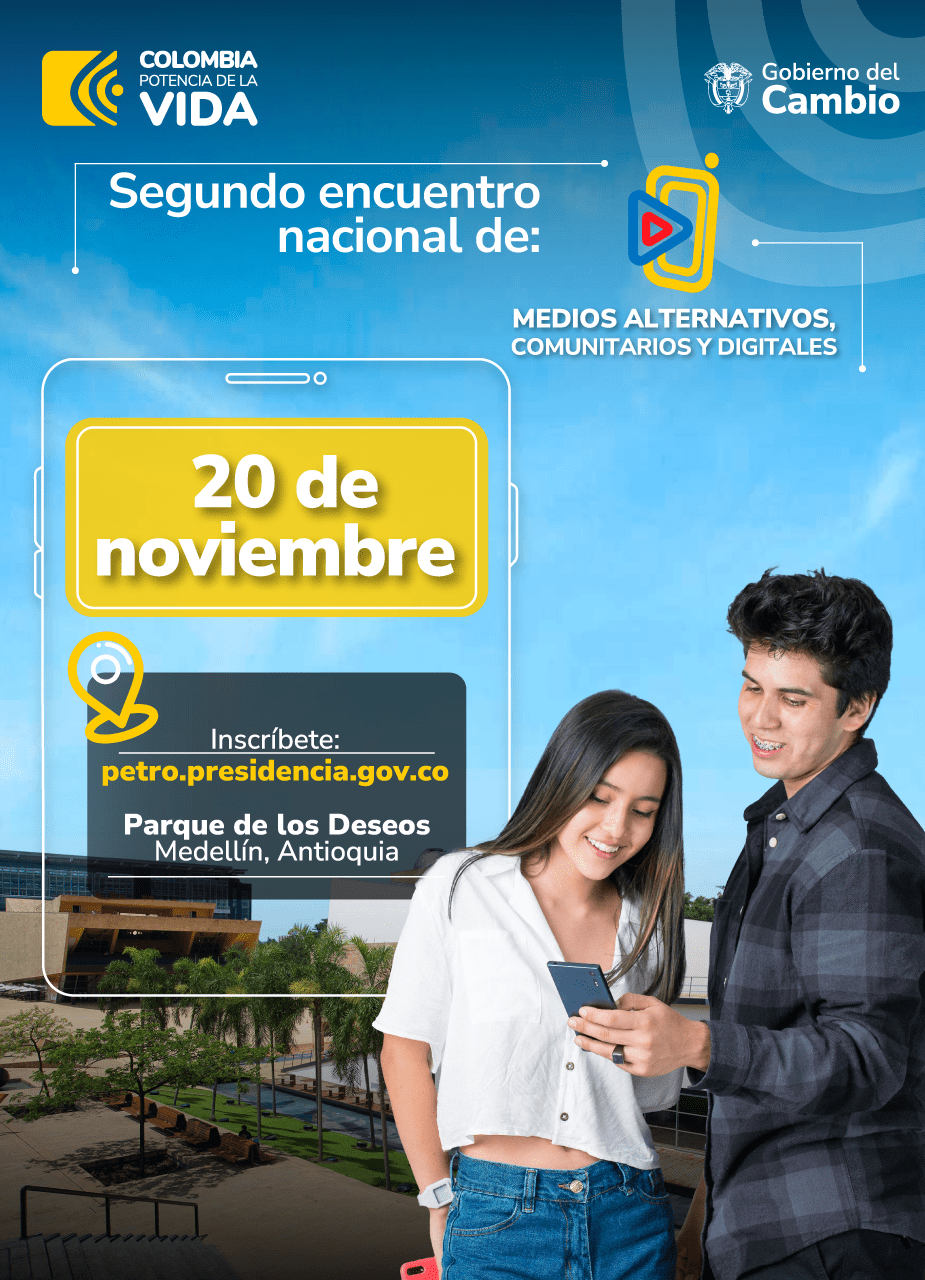 COLOMBIA
POTENCIA DE LA
VIDA
Gobierno del
Cambio
Segundo encuentro
nacional de:
MEDIOS ALTERNATIVOS,
COMUNITARIOS Y DIGITALES
20 de
noviembre
Inscríbete:
petro.presidencia.gov.co
Parque de los Deseos
Medellín, Antioquia